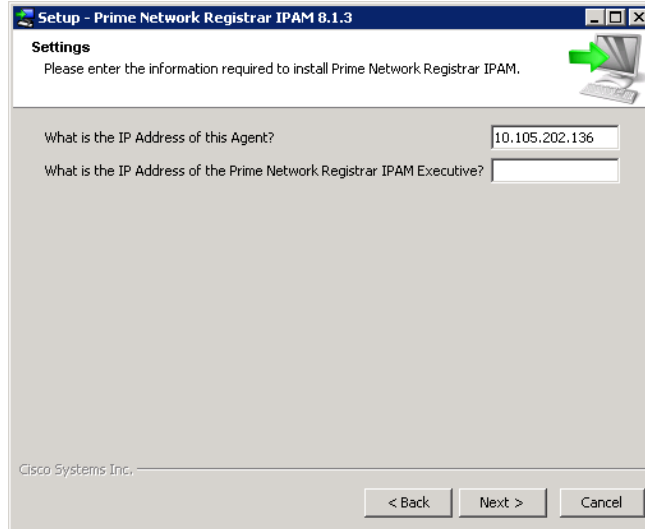 Setup - Prime Network Registrar IPAM 8.1.3
Settings
Please enter the information required to install Prime Network Registrar IPAM.
What is the IP Address of this Agent? 10.105.202.136
What is the IP Address of the Prime Network Registrar IPAM Executive?
Cisco Systems Inc.
< Back Next > Cancel